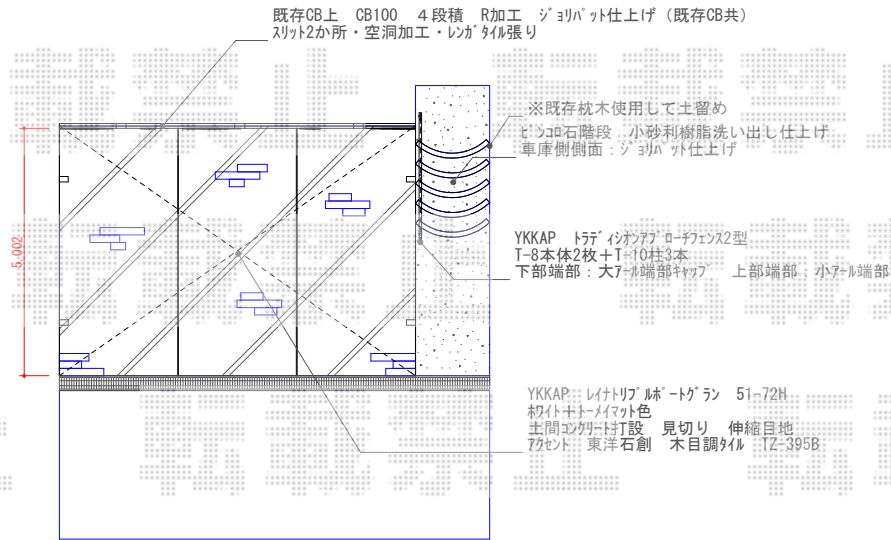 既存CB上　CB100　４段積　R加工　ｼﾞｮﾘﾊﾟｯﾄ仕上げ（既存CB共）
ｽﾘｯﾄ2か所・空洞加工・ﾚﾝｶﾞﾀｲﾙ張り
※既存枕木使用して土留め
ﾋﾟﾝｺﾛ石階段　小砂利樹脂洗い出し仕上げ
車庫側側面：ｼﾞｮﾘﾊﾟｯﾄ仕上げ
YKKAP　ﾄﾗﾃﾞｨｼｵﾝｱﾌﾟﾛｰﾁﾌｪﾝｽ2型
T-8本体2枚＋T-10柱3本
下部端部：大ｱｰﾙ端部ｷｬｯﾌﾟ　上部端部：小ｱｰﾙ端部
5,002
YKKAP　ﾚｲﾅﾄﾘﾌﾟﾙﾎﾟｰﾄｸﾞﾗﾝ　51-72H
ﾎﾜｲﾄ＋ﾄｰﾒｲﾏｯﾄ色
土間ｺﾝｸﾘｰﾄ打設　見切り　伸縮目地
ｱｸｾﾝﾄ　東洋石創　木目調ﾀｲﾙ　TZ-395B